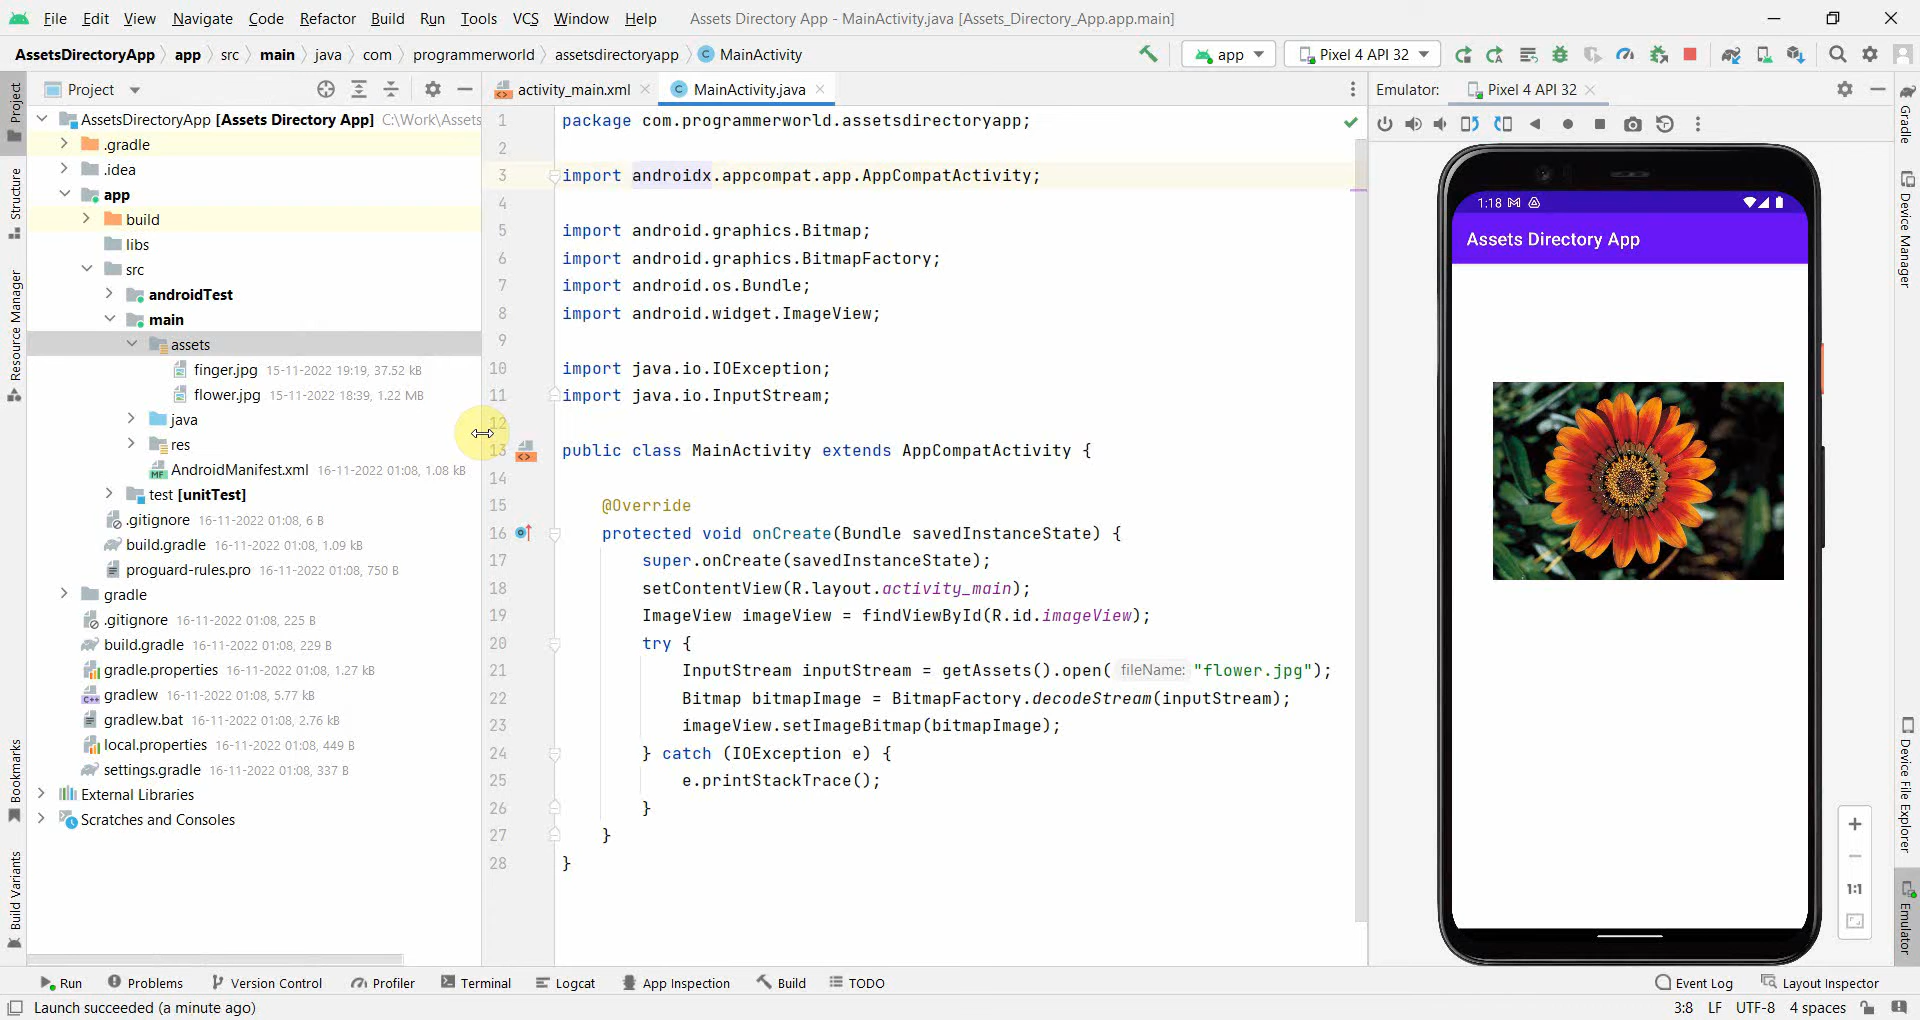 File Edit View Navigate Code Refactor Build Run Tools VCS Window Help Assets Directory App - MainActivity.java [Assets_Directory_App.app.main]
AssetsDirectoryApp app src main java com programmerworld assetsdirectoryapp MainActivity app Pixel 4 API 32
Project
activity_main.xml MainActivity.java
Emulator: Pixel 4 API 32
Project
Structure
Resource Manager
Bookmarks
Build Variants
AssetsDirectoryApp [Assets Directory App] C:\Work\Assets
.gradle
.idea
app
build
libs
src
androidTest
main
assets
finger.jpg 15-11-2022 19:19, 37.52 kB
flower.jpg 15-11-2022 18:39, 1.22 MB
java
res
AndroidManifest.xml 16-11-2022 01:08, 1.08 kB
test [unitTest]
.gitignore 16-11-2022 01:08, 6 B
build.gradle 16-11-2022 01:08, 1.09 kB
proguard-rules.pro 16-11-2022 01:08, 750 B
gradle
.gitignore 16-11-2022 01:08, 225 B
build.gradle 16-11-2022 01:08, 229 B
gradle.properties 16-11-2022 01:08, 1.27 kB
gradlew 16-11-2022 01:08, 5.77 kB
gradlew.bat 16-11-2022 01:08, 2.76 kB
local.properties 16-11-2022 01:08, 449 B
settings.gradle 16-11-2022 01:08, 337 B
External Libraries
Scratches and Consoles
1 package com.programmerworld.assetsdirectoryapp;
2
3 import androidx.appcompat.app.AppCompatActivity;
4
5 import android.graphics.Bitmap;
6 import android.graphics.BitmapFactory;
7 import android.os.Bundle;
8 import android.widget.ImageView;
9
10 import java.io.IOException;
11 import java.io.InputStream;
12
13 public class MainActivity extends AppCompatActivity {
14
15 @Override
16 protected void onCreate(Bundle savedInstanceState) {
17 super.onCreate(savedInstanceState);
18 setContentView(R.layout.activity_main);
19 ImageView imageView = findViewById(R.id.imageView);
20 try {
21 InputStream inputStream = getAssets().open( fileName: "flower.jpg");
22 Bitmap bitmapImage = BitmapFactory.decodeStream(inputStream);
23 imageView.setImageBitmap(bitmapImage);
24 } catch (IOException e) {
25 e.printStackTrace();
26 }
27 }
28 }
1:18
Assets Directory App
1:1
Gradle
Device Manager
Device File Explorer
Emulator
Run Problems Version Control Profiler Terminal Logcat App Inspection Build TODO Event Log Layout Inspector
Launch succeeded (a minute ago) 3:8 LF UTF-8 4 spaces